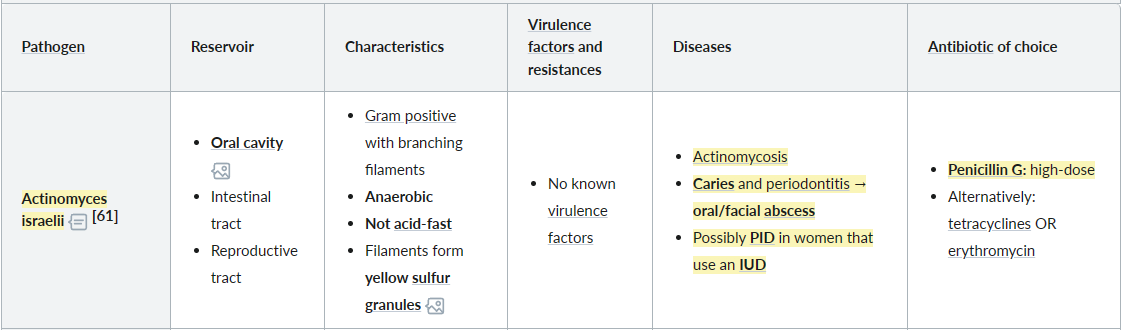 Pathogen
Reservoir
Characteristics
Virulence
factors and
resistances
Diseases
Antibiotic of choice
Actinomyces
israelii [61]
• Oral cavity
• Intestinal
tract
• Reproductive
tract
• Gram positive
with branching
filaments
• Anaerobic
• Not acid-fast
• Filaments form
yellow sulfur
granules
• No known
virulence
factors
• Actinomycosis
• Caries and periodontitis →
oral/facial abscess
• Possibly PID in women that
use an IUD
• Penicillin G: high-dose
• Alternatively:
tetracyclines OR
erythromycin